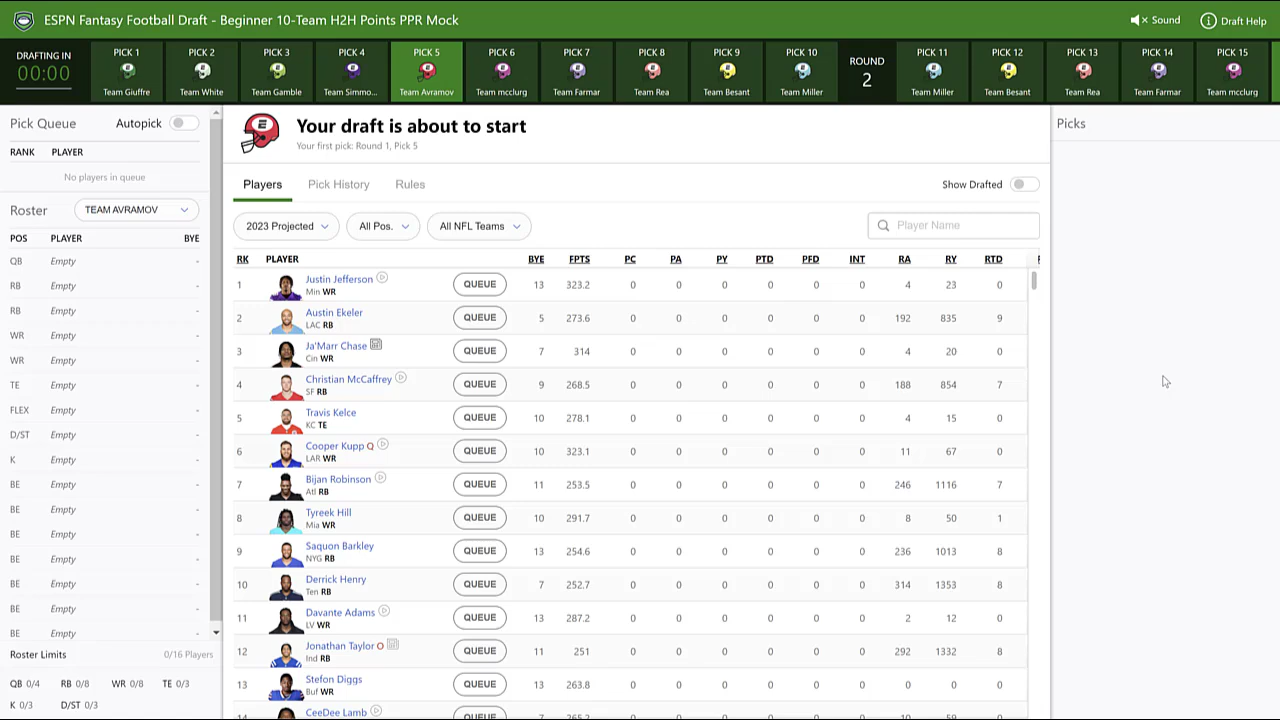 ESPN Fantasy Football Draft - Beginner 10-Team H2H Points PPR Mock
Sound
Draft Help
DRAFTING IN
00:00
PICK 1
Team Giuffre
PICK 2
Team White
PICK 3
Team Gamble
PICK 4
Team Simmo...
PICK 5
Team Avramov
PICK 6
Team mcclurg
PICK 7
Team Farmar
PICK 8
Team Rea
PICK 9
Team Besant
PICK 10
Team Miller
ROUND
2
PICK 11
Team Miller
PICK 12
Team Besant
PICK 13
Team Rea
PICK 14
Team Farmar
PICK 15
Team mcclurg
Pick Queue
Autopick
RANK PLAYER
No players in queue
Roster
TEAM AVRAMOV
POS PLAYER BYE
QB Empty -
RB Empty -
RB Empty -
WR Empty -
WR Empty -
TE Empty -
FLEX Empty -
D/ST Empty -
K Empty -
BE Empty -
BE Empty -
BE Empty -
BE Empty -
BE Empty -
BE Empty -
BE Empty
Roster Limits 0/16 Players
QB 0/4 RB 0/8 WR 0/8 TE 0/3
K 0/3 D/ST 0/3
Your draft is about to start
Your first pick: Round 1, Pick 5
Players Pick History Rules
Show Drafted
2023 Projected All Pos. All NFL Teams
Player Name
RK PLAYER BYE FPTS PC PA PY PTD PFD INT RA RY RTD
1 Justin Jefferson QUEUE 13 323.2 0 0 0 0 0 0 4 23 0
Min WR
2 Austin Ekeler QUEUE 5 273.6 0 0 0 0 0 0 192 835 9
LAC RB
3 Ja'Marr Chase QUEUE 7 314 0 0 0 0 0 0 4 20 0
Cin WR
4 Christian McCaffrey QUEUE 9 268.5 0 0 0 0 0 0 188 854 7
SF RB
5 Travis Kelce QUEUE 10 278.1 0 0 0 0 0 0 4 15 0
KC TE
6 Cooper Kupp Q QUEUE 10 323.1 0 0 0 0 0 0 11 67 0
LAR WR
7 Bijan Robinson QUEUE 11 253.5 0 0 0 0 0 0 246 1116 7
Atl RB
8 Tyreek Hill QUEUE 10 291.7 0 0 0 0 0 0 8 50 1
Mia WR
9 Saquon Barkley QUEUE 13 254.6 0 0 0 0 0 0 236 1013 8
NYG RB
10 Derrick Henry QUEUE 7 252.7 0 0 0 0 0 0 314 1353 8
Ten RB
11 Davante Adams QUEUE 13 287.2 0 0 0 0 0 0 2 12 0
LV WR
12 Jonathan Taylor O QUEUE 11 251 0 0 0 0 0 0 292 1332 8
Ind RB
13 Stefon Diggs QUEUE 13 263.8 0 0 0 0 0 0 0 0 0
Buf WR
14 CeeDee Lamb QUEUE 7 265.2 0 0 0 0 0 0 10 59 0
Picks